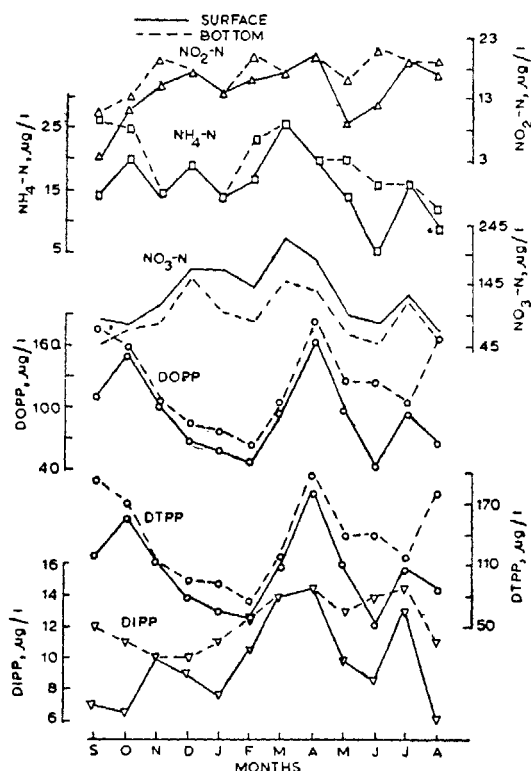 SURFACE
BOTTOM
NO2-N
23
13
3
NO2-N, µg/l
NH4-N
25
15
5
NH4-N, µg/l
NO3-N
245
145
45
NO3-N, µg/l
160
100
40
DOPP, µg/l
DOPP
DTPP
170
110
50
DTPP, µg/l
16
14
12
10
8
6
DIPP, µg/l
DIPP
S O N D J F M A M J J A
MONTHS